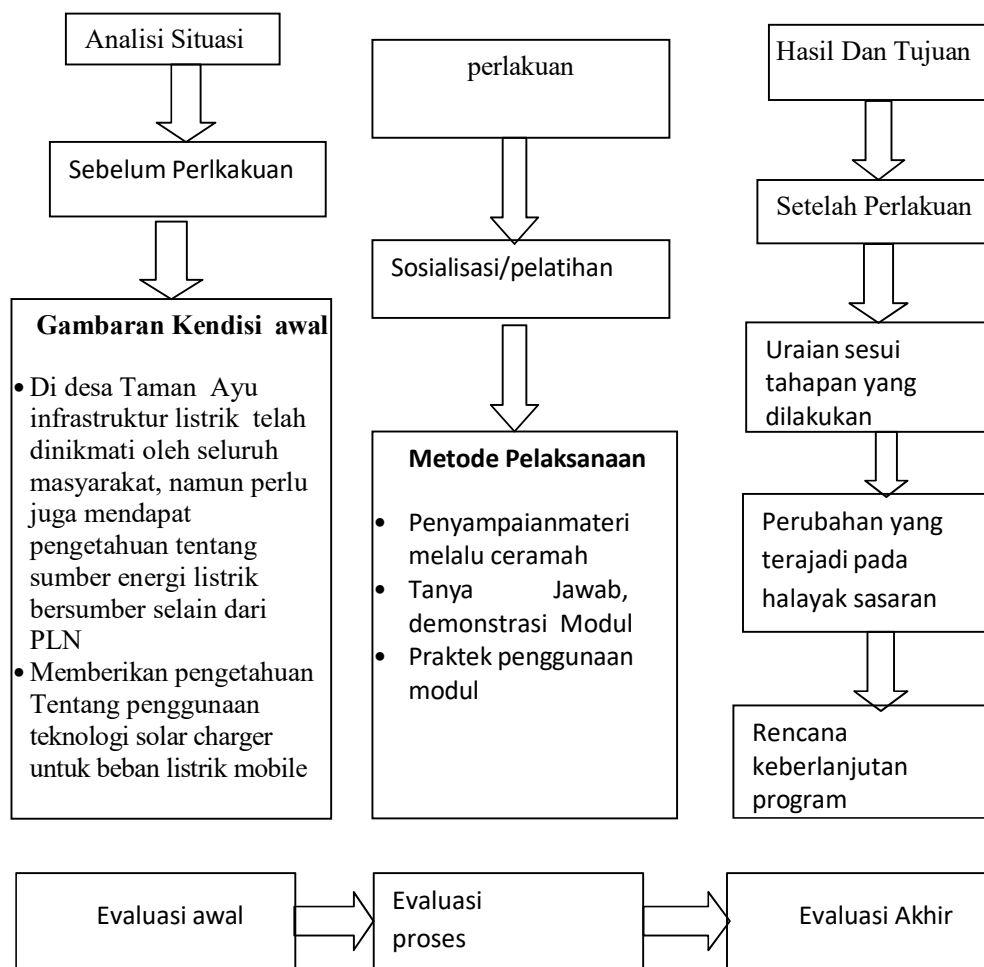 Analisi Situasi
Sebelum Perlkakuan
Gambaran Kendisi awal
• Di desa Taman Ayu
infrastruktur listrik telah
dinikmati oleh seluruh
masyarakat, namun perlu
juga mendapat
pengetahuan tentang
sumber energi listrik
bersumber selain dari
PLN
• Memberikan pengetahuan
Tentang penggunaan
teknologi solar charger
untuk beban listrik mobile
perlakuan
Sosialisasi/pelatihan
Metode Pelaksanaan
• Penyampaianmateri
melalu ceramah
• Tanya Jawab,
demonstrasi Modul
• Praktek penggunaan
modul
Hasil Dan Tujuan
Setelah Perlakuan
Uraian sesui
tahapan yang
dilakukan
Perubahan yang
terajadi pada
halayak sasaran
Rencana
keberlanjutan
program
Evaluasi awal
Evaluasi
proses
Evaluasi Akhir